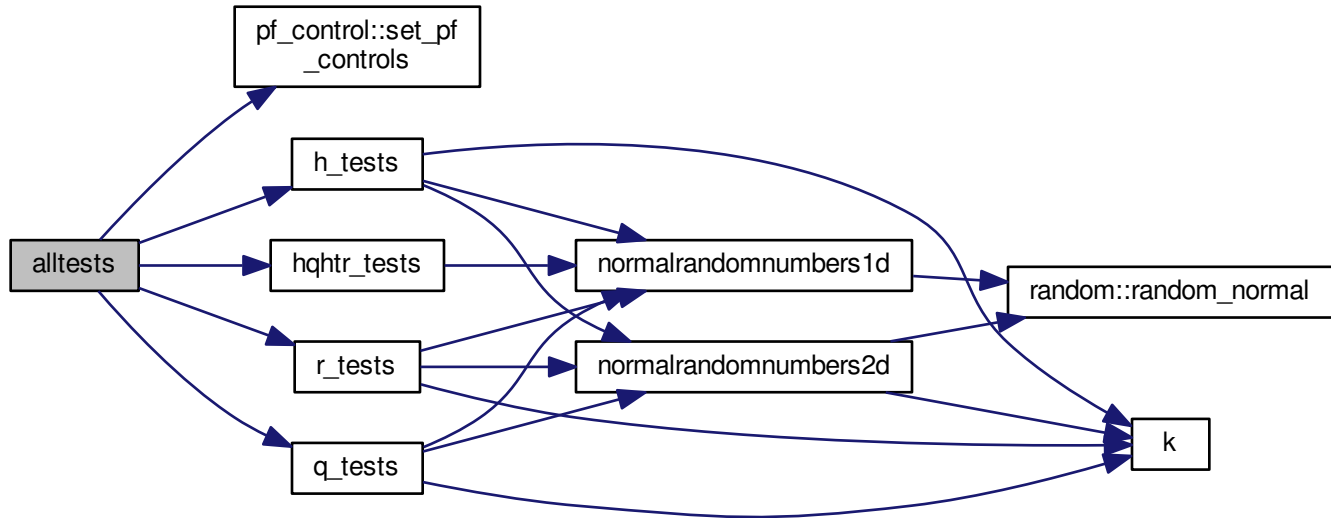 pf_control::set_pf
_controls
h_tests
alltests
hqhtr_tests
normalrandomnumbers1d
random::random_normal
r_tests
normalrandomnumbers2d
q_tests
k